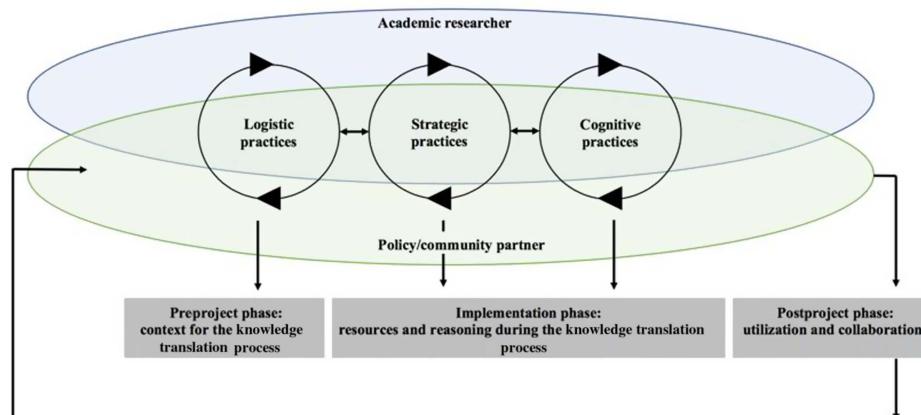 Academic researcher
Logistic
practices
Strategic
practices
Cognitive
practices
Policy/community partner
Preproject phase:
context for the knowledge
translation process
Implementation phase:
resources and reasoning during the knowledge translation
process
Postproject phase:
utilization and collaboration